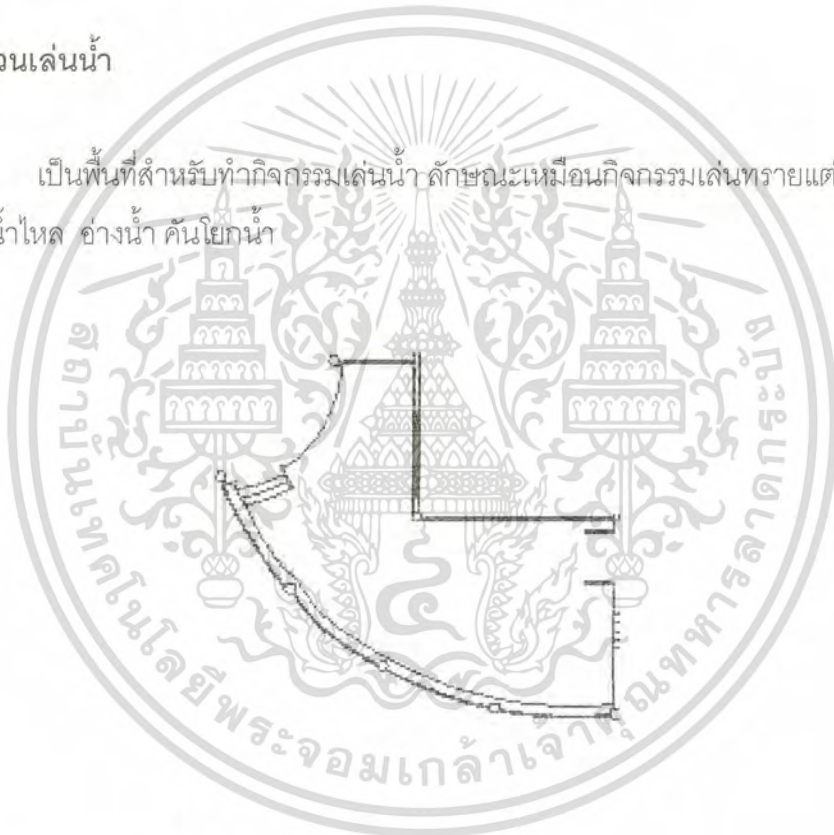 วนเล่นน้ำ
เป็นพื้นที่สำหรับทำกิจกรรมเล่นน้ำ ลักษณะเหมือนกิจกรรมเล่นทรายแต่
น้ำไหล อ่างน้ำ คันโยกน้ำ
สถาบันเทคโนโลยีพระจอมเกล้าเจ้าคุณทหารลาดกระบัง